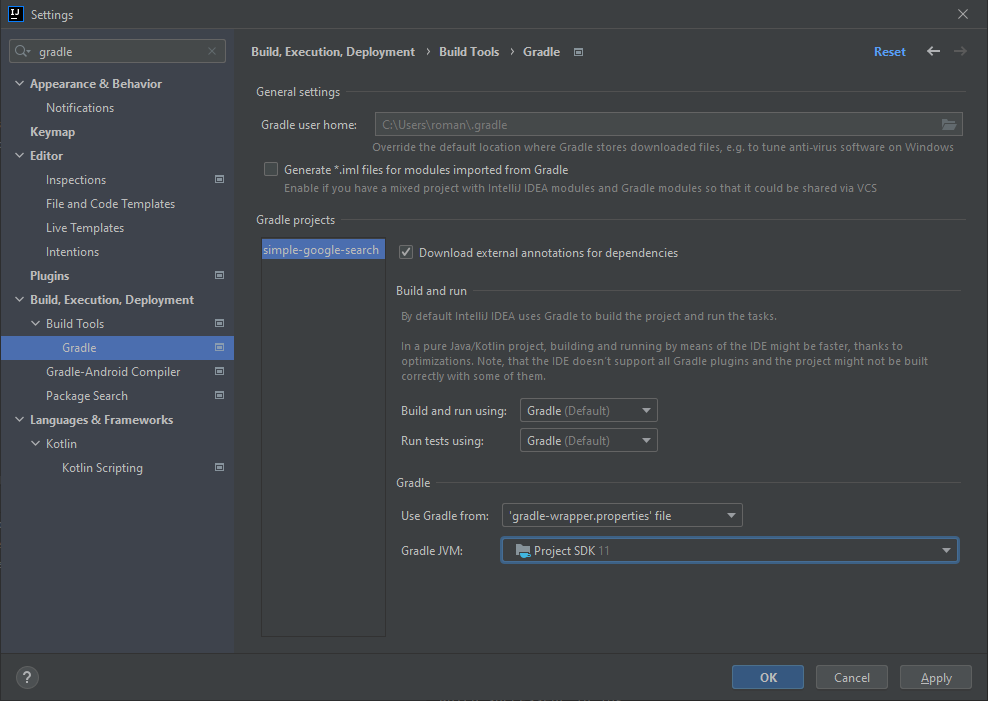 Settings
gradle
Appearance & Behavior
Notifications
Keymap
Editor
Inspections
File and Code Templates
Live Templates
Intentions
Plugins
Build, Execution, Deployment
Build Tools
Gradle
Gradle-Android Compiler
Package Search
Languages & Frameworks
Kotlin
Kotlin Scripting
Build, Execution, Deployment › Build Tools › Gradle
Reset
General settings
Gradle user home: C:\Users\roman\.gradle
Override the default location where Gradle stores downloaded files, e.g. to tune anti-virus software on Windows
Generate *.iml files for modules imported from Gradle
Enable if you have a mixed project with IntelliJ IDEA modules and Gradle modules so that it could be shared via VCS
Gradle projects
simple-google-search
Download external annotations for dependencies
Build and run
By default IntelliJ IDEA uses Gradle to build the project and run the tasks.
In a pure Java/Kotlin project, building and running by means of the IDE might be faster, thanks to
optimizations. Note, that the IDE doesn't support all Gradle plugins and the project might not be built
correctly with some of them.
Build and run using: Gradle (Default)
Run tests using: Gradle (Default)
Gradle
Use Gradle from: 'gradle-wrapper.properties' file
Gradle JVM: Project SDK 11
?
OK
Cancel
Apply